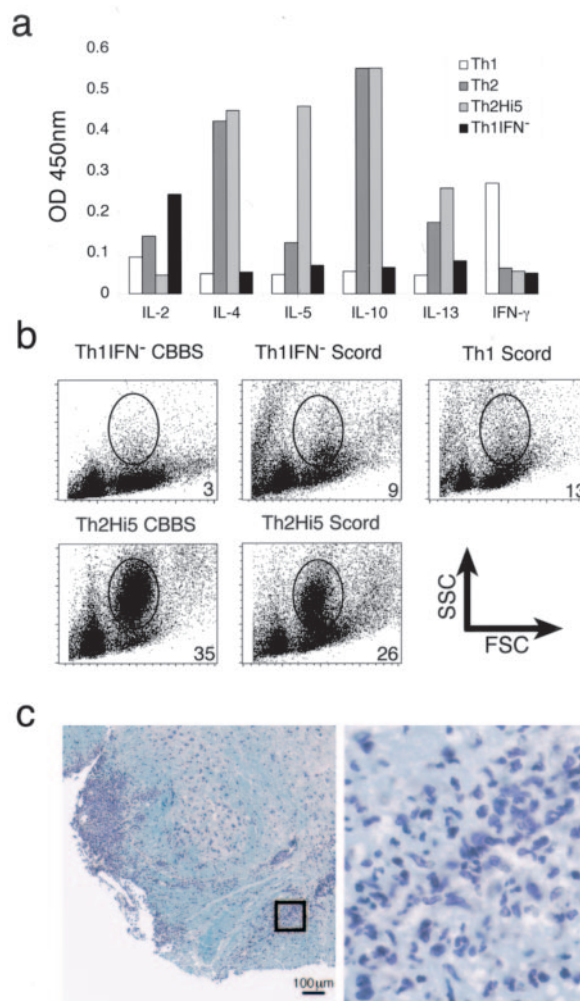 a
OD 450nm
0.6
0.5
0.4
0.3
0.2
0.1
0
Th1
Th2
Th2Hi5
Th1IFN⁻
IL-2 IL-4 IL-5 IL-10 IL-13 IFN-γ
b
Th1IFN⁻ CBBS Th1IFN⁻ Scord Th1 Scord
3 9 13
Th2Hi5 CBBS Th2Hi5 Scord
35 26
SSC
FSC
c
100μm